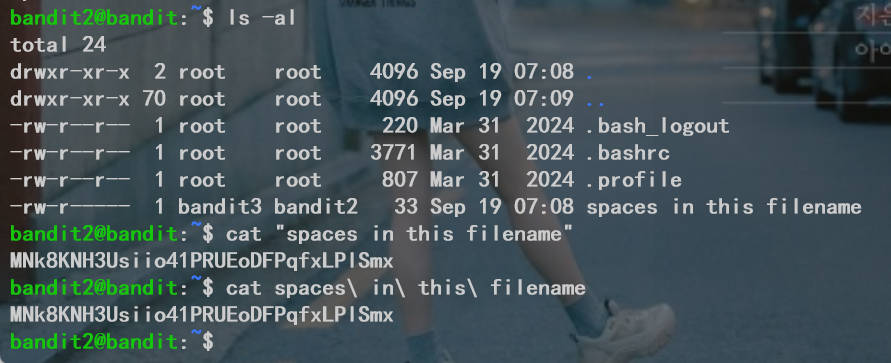 bandit2@bandit:~$ ls -al
total 24
drwxr-xr-x  2 root    root    4096 Sep 19 07:08 .
drwxr-xr-x 70 root    root    4096 Sep 19 07:09 ..
-rw-r--r--  1 root    root     220 Mar 31  2024 .bash_logout
-rw-r--r--  1 root    root    3771 Mar 31  2024 .bashrc
-rw-r--r--  1 root    root     807 Mar 31  2024 .profile
-rw-r-----  1 bandit3 bandit2   33 Sep 19 07:08 spaces in this filename
bandit2@bandit:~$ cat "spaces in this filename"
MNk8KNH3Usiio41PRUEoDFPqfxLPlSmx
bandit2@bandit:~$ cat spaces\ in\ this\ filename
MNk8KNH3Usiio41PRUEoDFPqfxLPlSmx
bandit2@bandit:~$